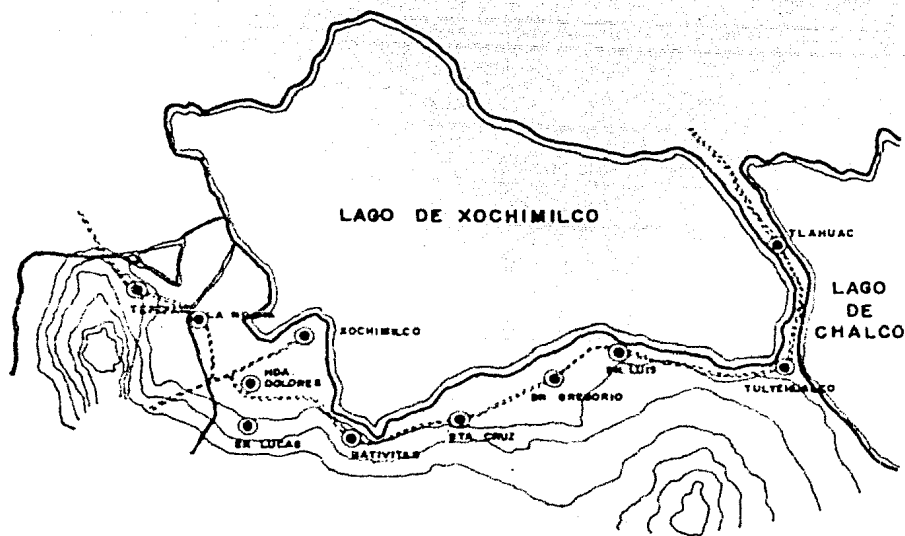 LAGO DE XOCHIMILCO
TLAHUAC
LAGO
DE
CHALCO
LA
XOCHIMILCO
HDA
DOLORES
SN LUIS
TULYEHUALCO
SN GREGORIO
STA. CRUZ
SN LUCAS
NATIVITAS